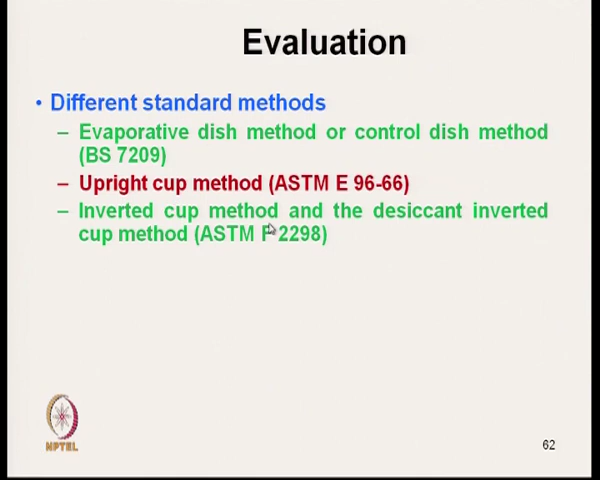 Evaluation
• Different standard methods
– Evaporative dish method or control dish method
(BS 7209)
– Upright cup method (ASTM E 96-66)
– Inverted cup method and the desiccant inverted
cup method (ASTM F 2298)
NPTEL
62